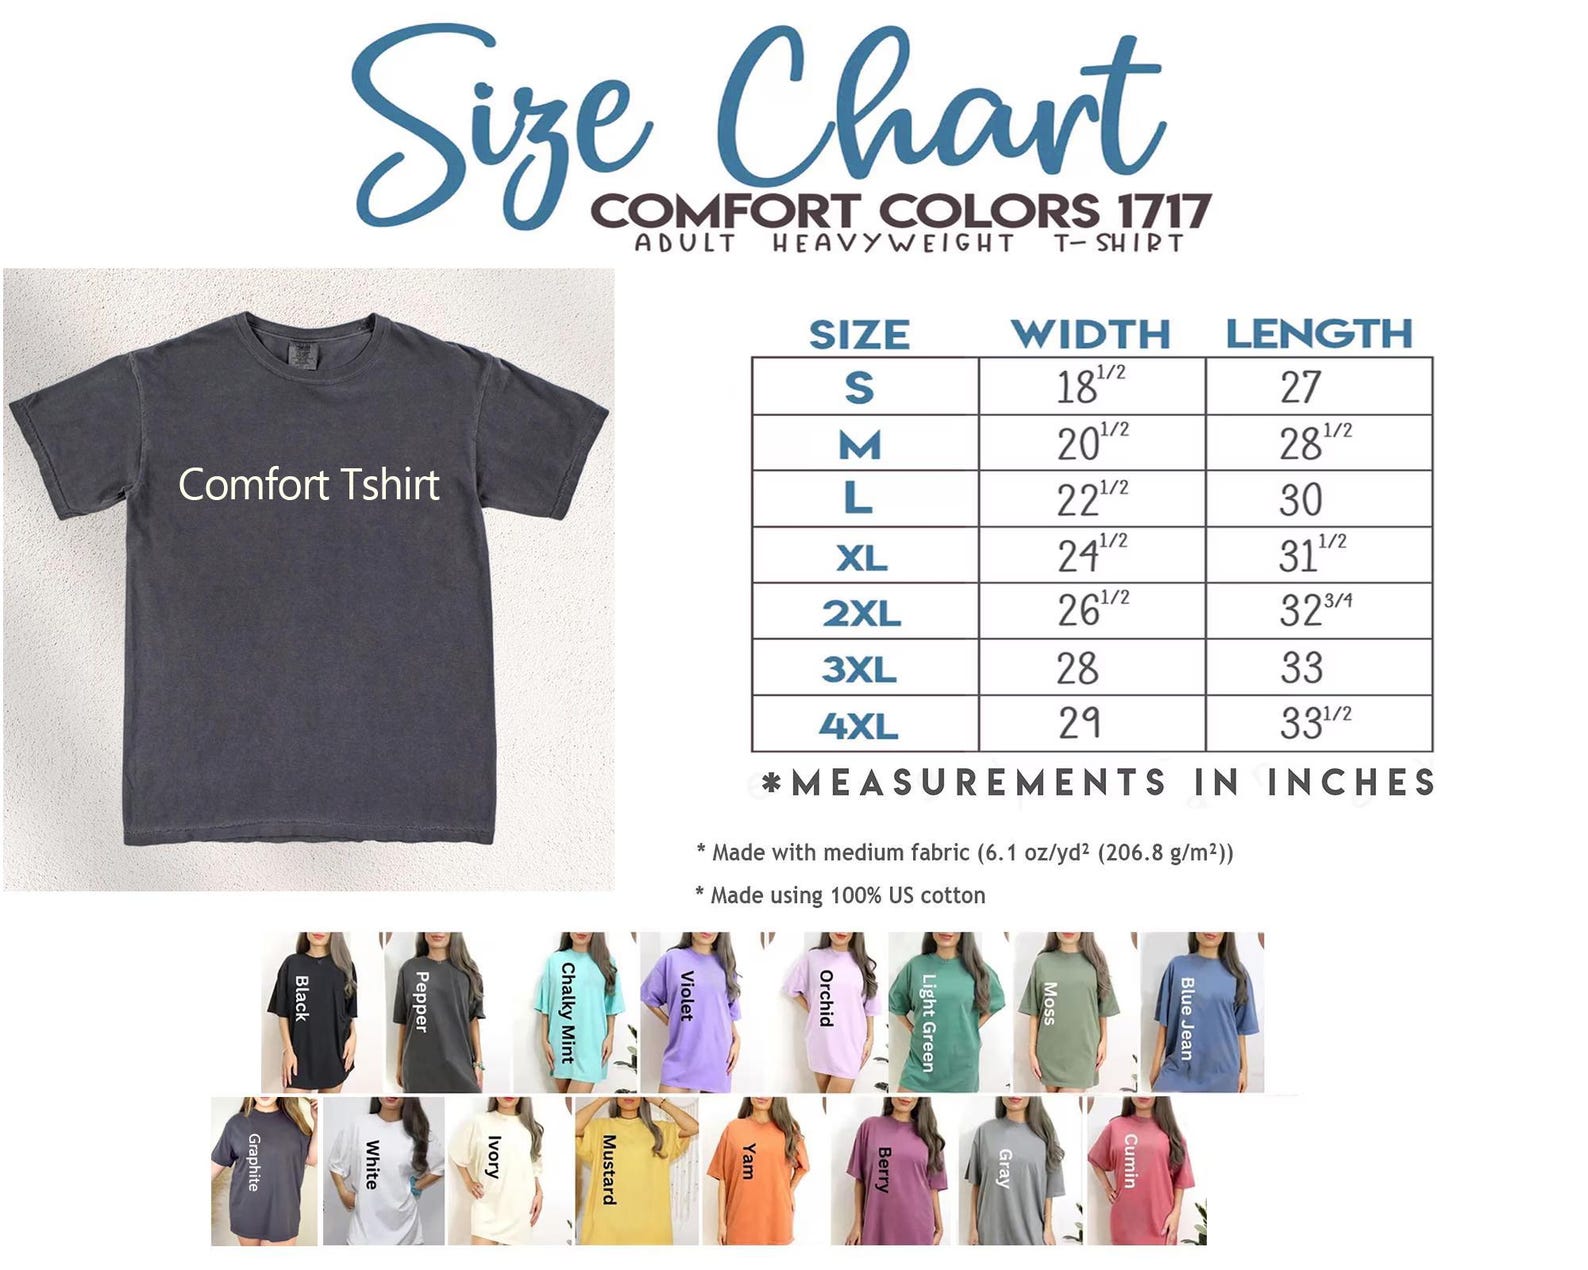 Size Chart
COMFORT COLORS 1717
ADULT HEAVYWEIGHT T-SHIRT
Comfort Tshirt
SIZE WIDTH LENGTH
S 18 1/2 27
M 20 1/2 28 1/2
L 22 1/2 30
XL 24 1/2 31 1/2
2XL 26 1/2 32 3/4
3XL 28 33
4XL 29 33 1/2
*MEASUREMENTS IN INCHES
* Made with medium fabric (6.1 oz/yd² (206.8 g/m²))
* Made using 100% US cotton
Black
Pepper
Chalky Mint
Violet
Orchid
Light Green
Moss
Blue Jean
Graphite
White
Ivory
Mustard
Yam
Berry
Gray
Cumin